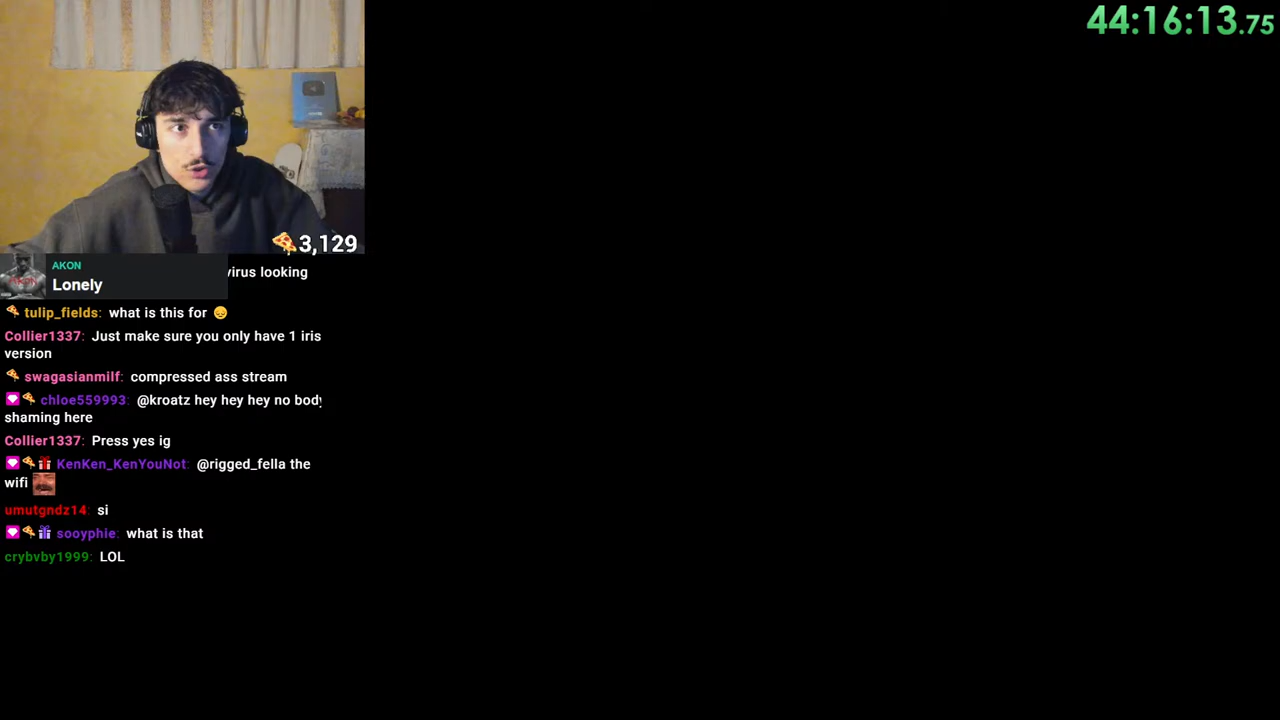 44:16:13.75
3,129
AKON
Lonely
virus looking
tulip_fields: what is this for
Collier1337: Just make sure you only have 1 iris
version
swagasianmilf: compressed ass stream
chloe559993: @kroatz hey hey hey no body
shaming here
Collier1337: Press yes ig
KenKen_KenYouNot: @rigged_fella the
wifi
umutgndz14: si
sooyphie: what is that
crybvby1999: LOL